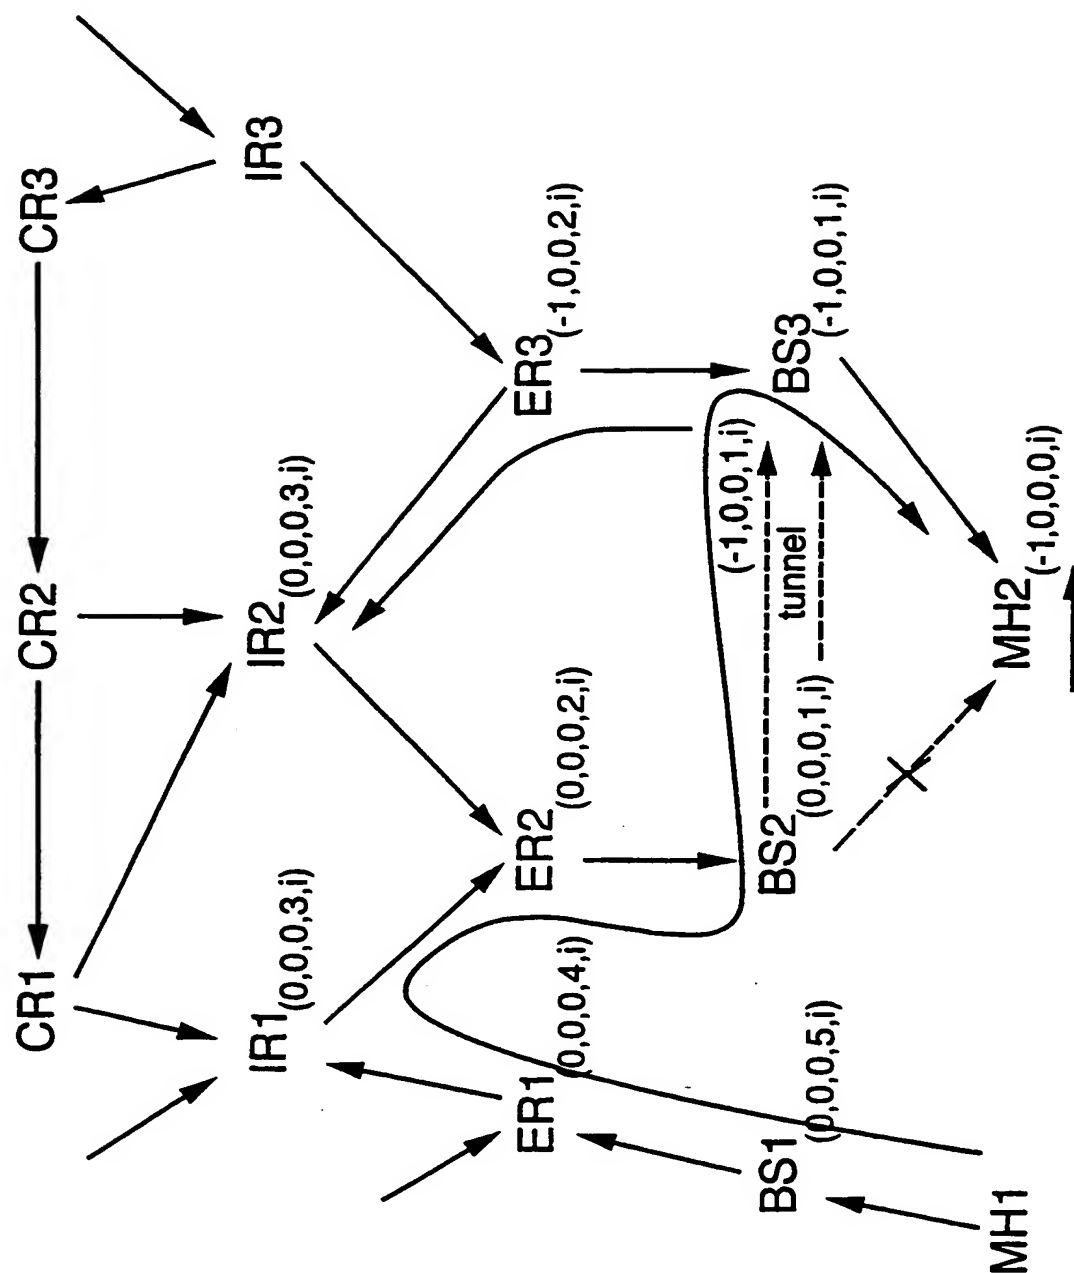 CR1
CR2
CR3
IR1(0,0,0,3,i)
IR2(0,0,0,3,i)
IR3
ER1(0,0,0,4,i)
ER2(0,0,0,2,i)
ER3(-1,0,0,2,i)
(-1,0,0,1,i)
BS1(0,0,0,5,i)
BS2(0,0,0,1,i)
tunnel
BS3(-1,0,0,1,i)
MH1
MH2(-1,0,0,0,i)